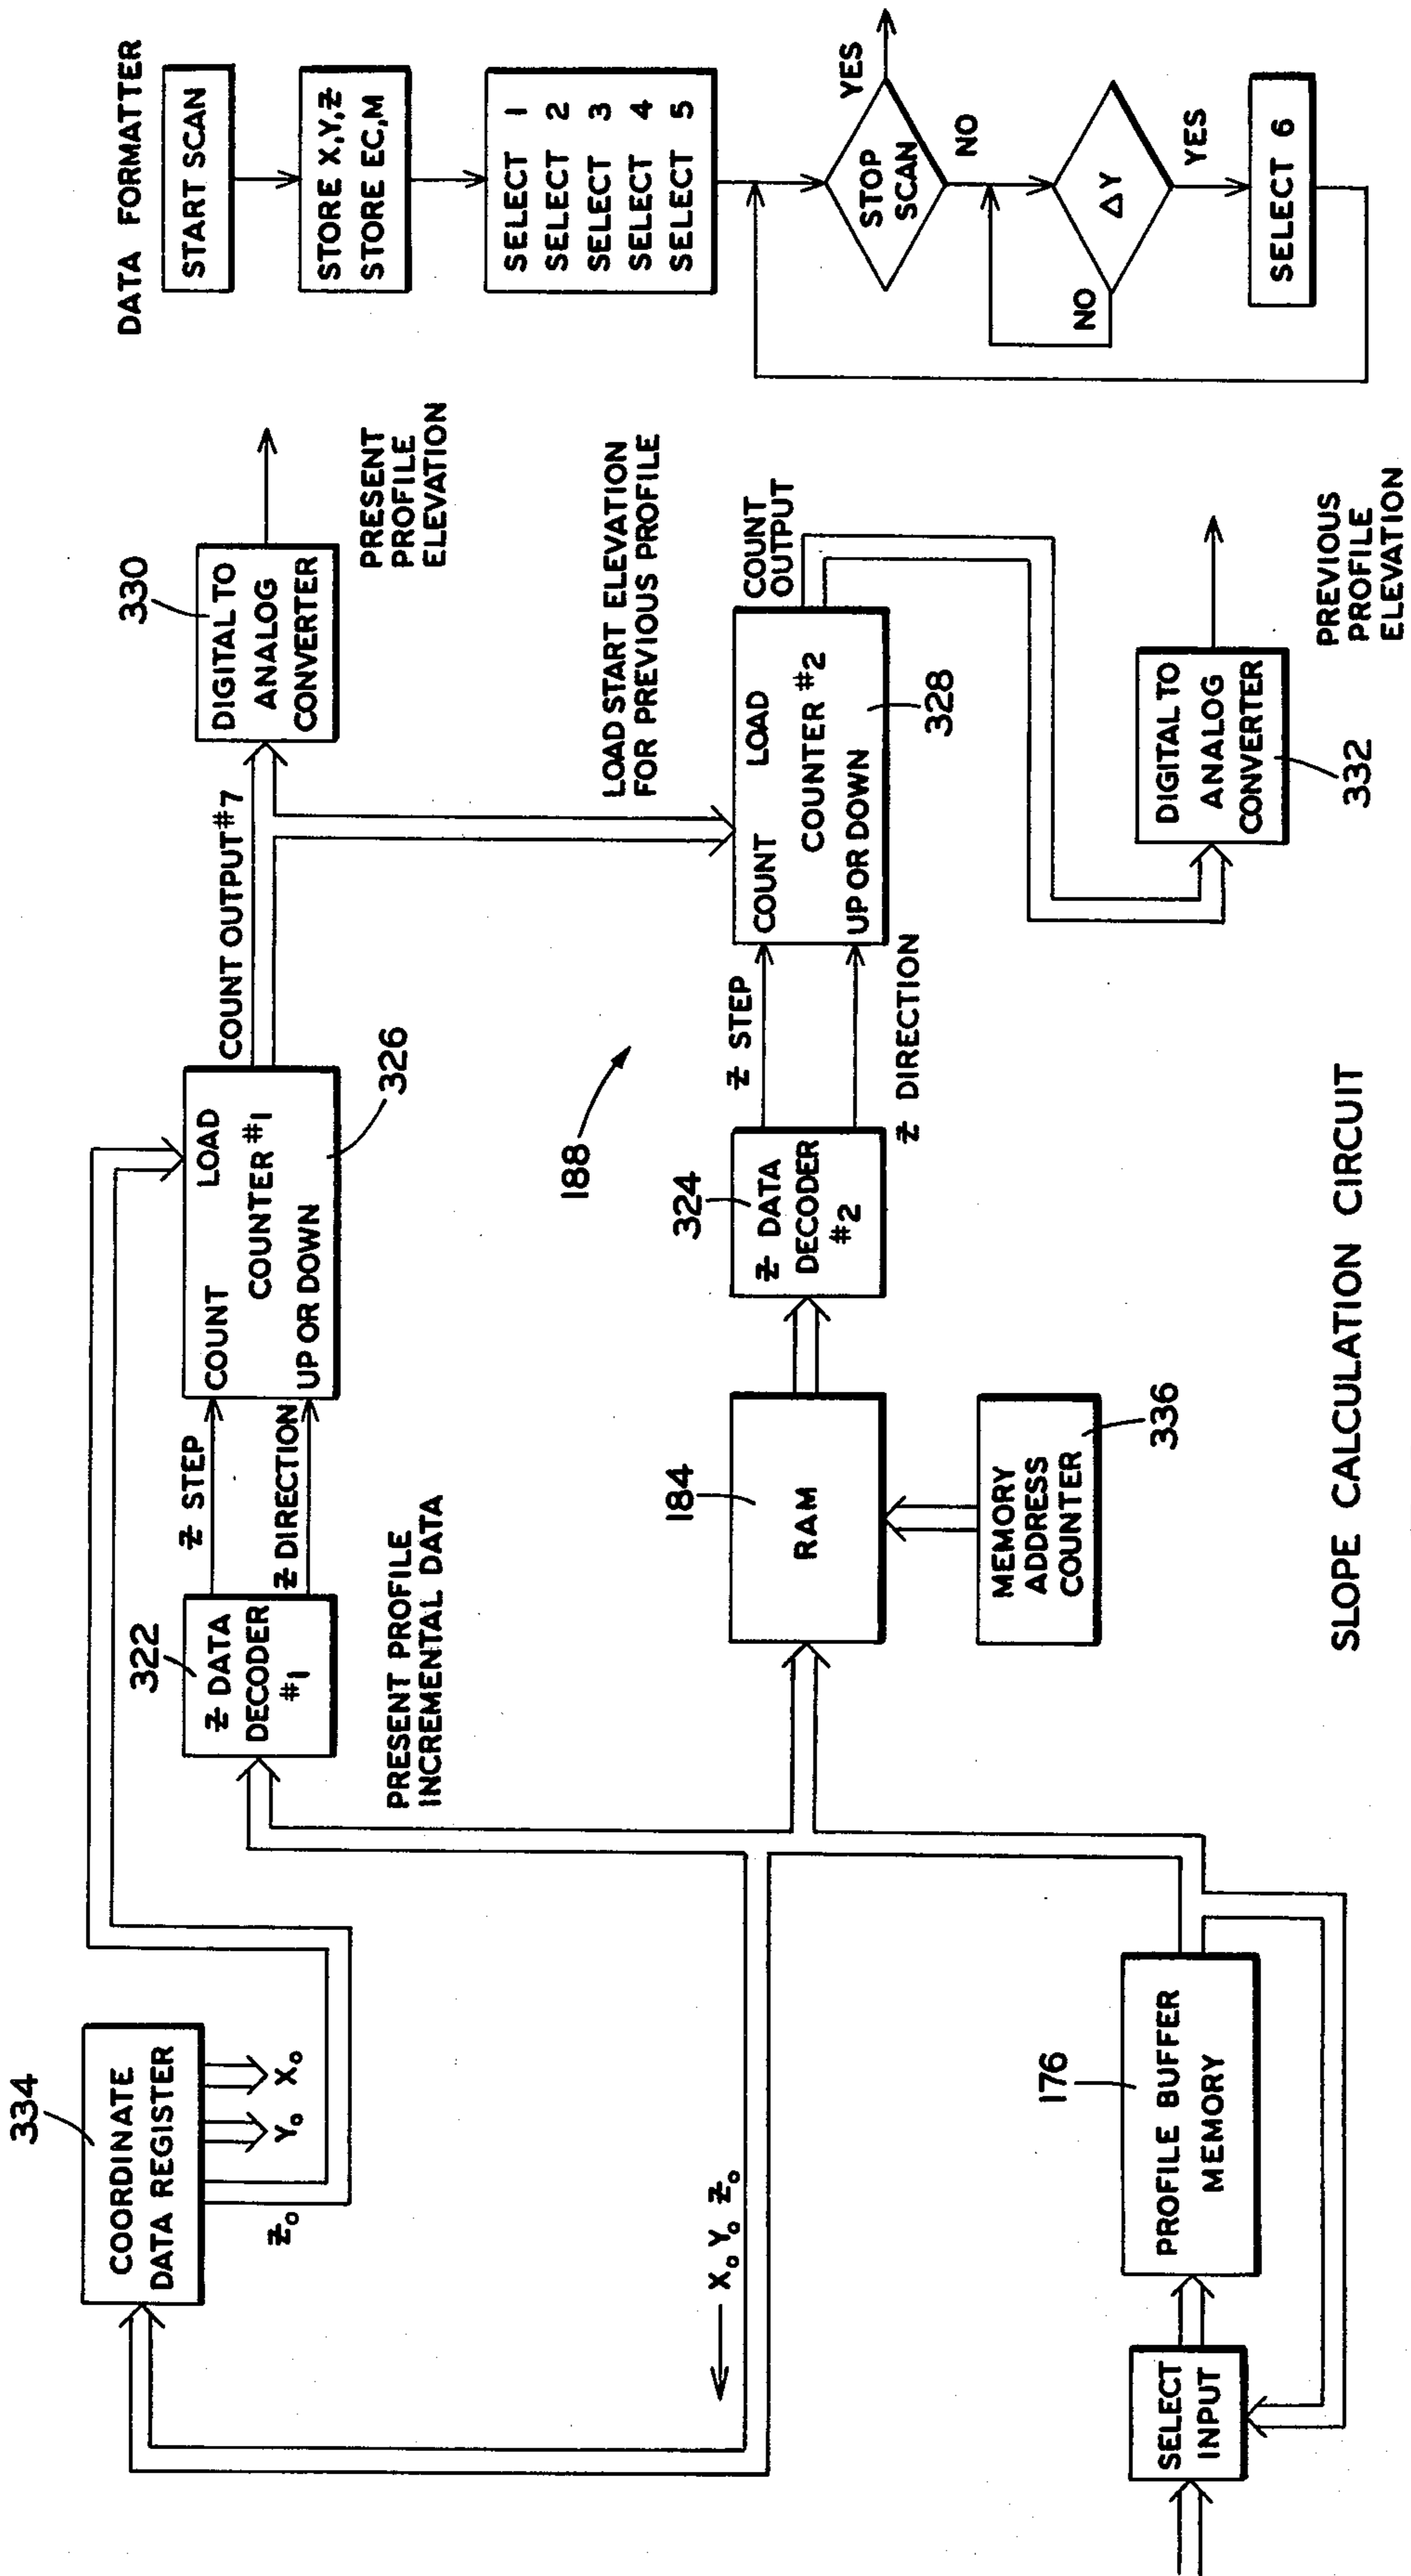 334
COORDINATE
DATA REGISTER
Z₀
Y₀
X₀
X₀ Y₀ Z₀
SELECT
INPUT
PROFILE BUFFER
MEMORY
176
322
Z DATA
DECODER
#1
PRESENT PROFILE
INCREMENTAL DATA
Z STEP
Z DIRECTION
COUNT
LOAD
COUNTER #1
UP OR DOWN
326
COUNT OUTPUT #7
330
DIGITAL TO
ANALOG
CONVERTER
PRESENT
PROFILE
ELEVATION
LOAD START ELEVATION
FOR PREVIOUS PROFILE
184
RAM
MEMORY
ADDRESS
COUNTER
336
188
324
Z DATA
DECODER
#2
Z STEP
Z DIRECTION
COUNT
LOAD
COUNTER #2
UP OR DOWN
328
COUNT
OUTPUT
DIGITAL TO
ANALOG
CONVERTER
332
PREVIOUS
PROFILE
ELEVATION
SLOPE CALCULATION CIRCUIT
DATA FORMATTER
START SCAN
STORE X,Y,Z
STORE EC,M
SELECT 1
SELECT 2
SELECT 3
SELECT 4
SELECT 5
STOP
SCAN
YES
NO
ΔY
NO
YES
SELECT 6